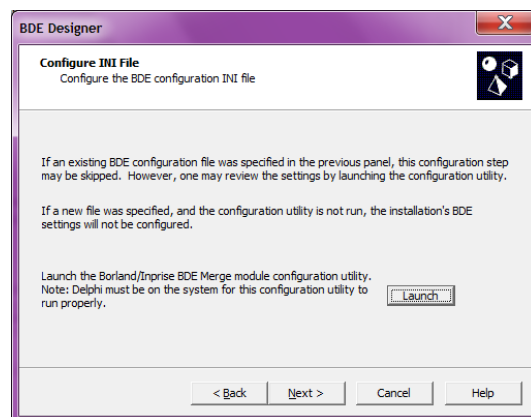 BDE Designer
X
Configure INI File
Configure the BDE configuration INI file
If an existing BDE configuration file was specified in the previous panel, this configuration step
may be skipped. However, one may review the settings by launching the configuration utility.
If a new file was specified, and the configuration utility is not run, the installation's BDE
settings will not be configured.
Launch the Borland/Inprise BDE Merge module configuration utility.
Note: Delphi must be on the system for this configuration utility to
run properly.
Launch
< Back
Next >
Cancel
Help